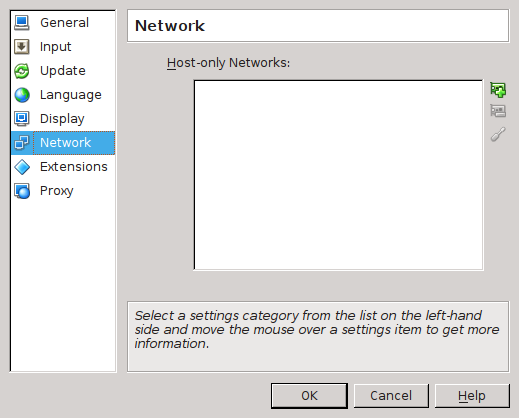 General
Input
Update
Language
Display
Network
Extensions
Proxy
Network
Host-only Networks:
Select a settings category from the list on the left-hand
side and move the mouse over a settings item to get more
information.
OK
Cancel
Help